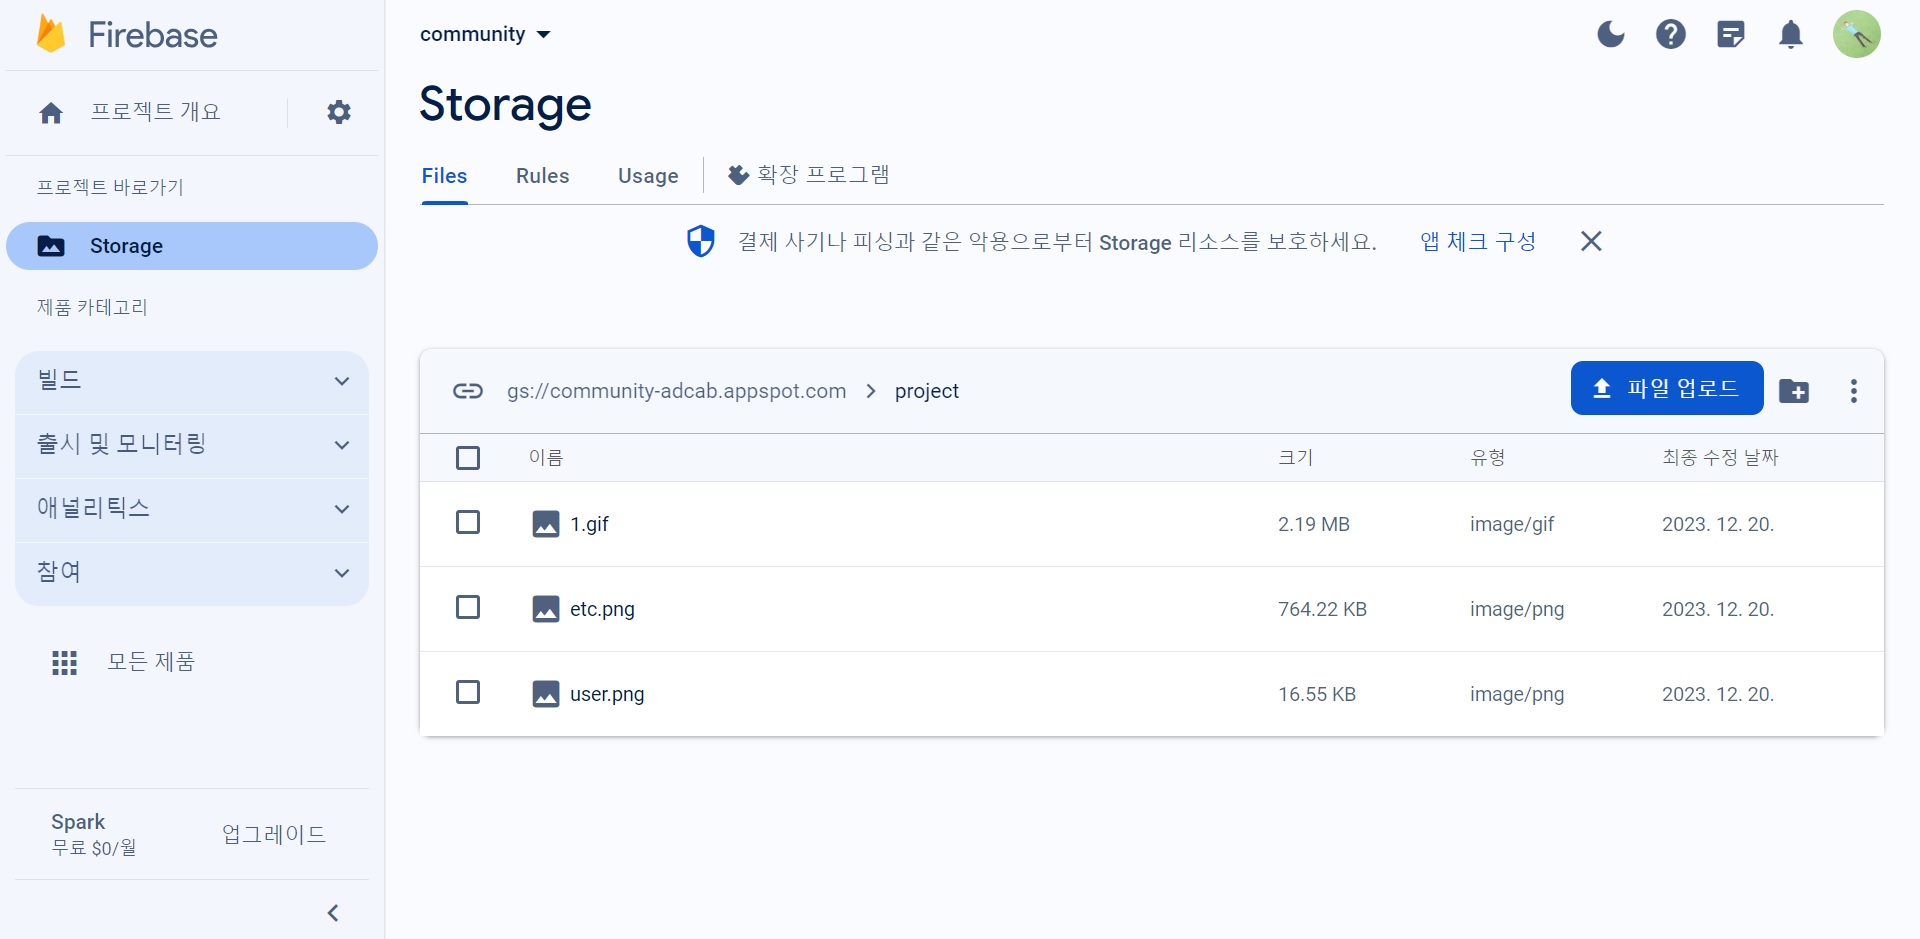 Firebase
프로젝트 개요
프로젝트 바로가기
Storage
제품 카테고리
빌드
출시 및 모니터링
애널리틱스
참여
모든 제품
Spark
무료 $0/월
업그레이드
community
Storage
Files Rules Usage 확장 프로그램
결제 사기나 피싱과 같은 악용으로부터 Storage 리소스를 보호하세요. 앱 체크 구성
gs://community-adcab.appspot.com > project 파일 업로드
이름 크기 유형 최종 수정 날짜
1.gif 2.19 MB image/gif 2023. 12. 20.
etc.png 764.22 KB image/png 2023. 12. 20.
user.png 16.55 KB image/png 2023. 12. 20.